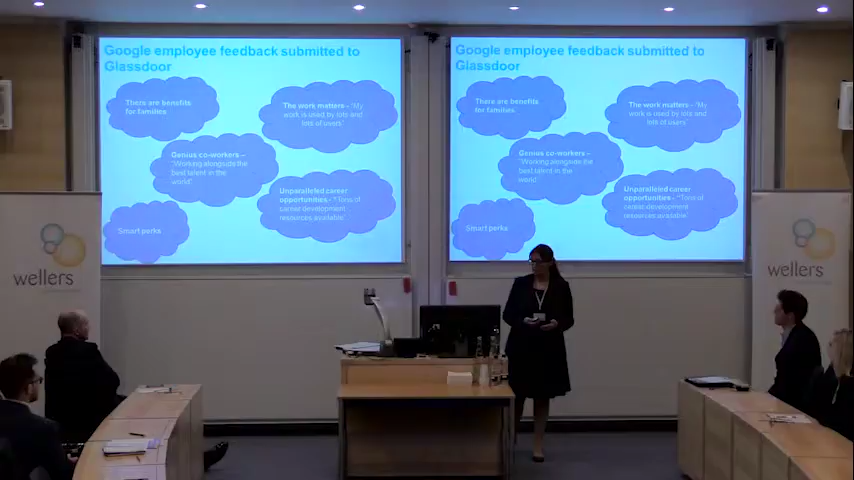 Google employee feedback submitted to
Glassdoor
There are benefits
for families
The work matters – “My
work is used by lots and
lots of users”
Genius co-workers –
“Working alongside the
best talent in the
world”
Unparalleled career
opportunities - “Tons of
career development
resources available”
Smart perks
Google employee feedback submitted to
Glassdoor
There are benefits
for families
The work matters – “My
work is used by lots and
lots of users”
Genius co-workers –
“Working alongside the
best talent in the
world”
Unparalleled career
opportunities - “Tons of
career development
resources available”
Smart perks
wellers
wellers